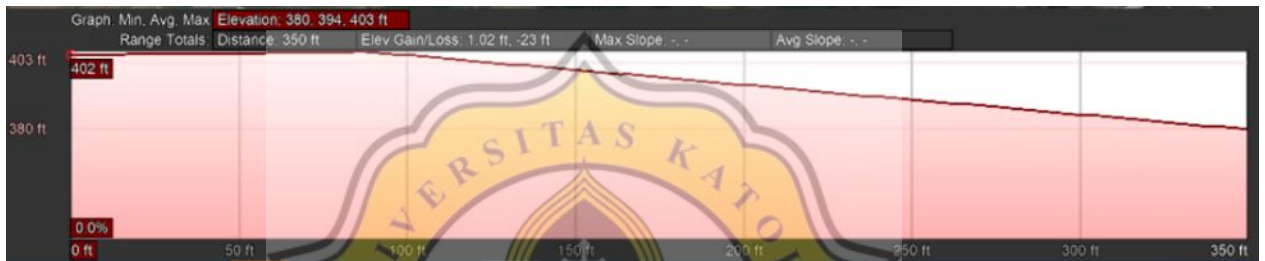 Graph: Min, Avg, Max Elevation: 380, 394, 403 ft
Range Totals: Distance: 350 ft Elev Gain/Loss: 1.02 ft, -23 ft Max Slope: -, - Avg Slope: -, -
403 ft
402 ft
380 ft
IVERSITAS KATO
0.0%
0 ft 50 ft 100 ft 150 ft 200 ft 250 ft 300 ft 350 ft